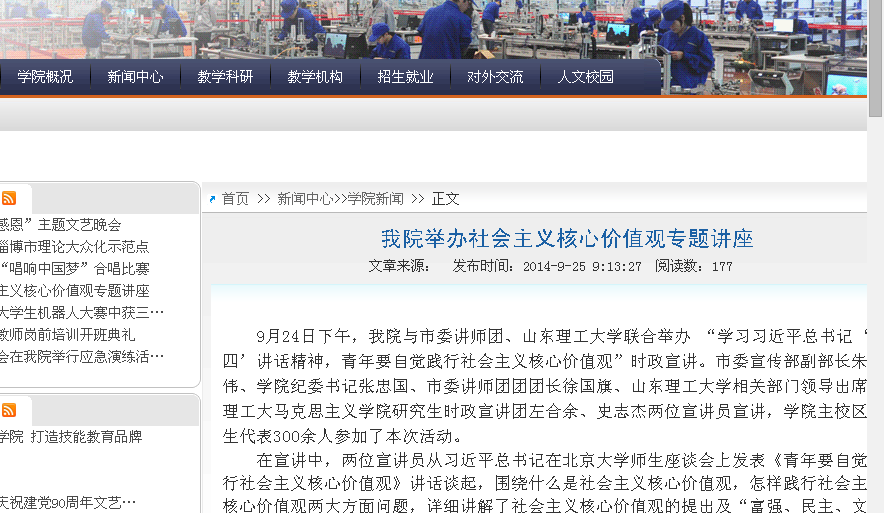 学院概况 新闻中心 教学科研 教学机构 招生就业 对外交流 人文校园
感恩”主题文艺晚会
淄博市理论大众化示范点
“唱响中国梦”合唱比赛
主义核心价值观专题讲座
大学生机器人大赛中获三…
教师岗前培训开班典礼
会在我院举行应急演练活…
学院 打造技能教育品牌
庆祝建党90周年文艺…
首页 >> 新闻中心>>学院新闻 >> 正文
我院举办社会主义核心价值观专题讲座
文章来源： 发布时间：2014-9-25 9:13:27 阅读数：177
9月24日下午，我院与市委讲师团、山东理工大学联合举办 “学习习近平总书记‘
四’讲话精神，青年要自觉践行社会主义核心价值观”时政宣讲。市委宣传部副部长朱
伟、学院纪委书记张忠国、市委讲师团团长徐国旗、山东理工大学相关部门领导出席
理工大马克思主义学院研究生时政宣讲团左合余、史志杰两位宣讲员宣讲，学院主校区
生代表300余人参加了本次活动。
在宣讲中，两位宣讲员从习近平总书记在北京大学师生座谈会上发表《青年要自觉
行社会主义核心价值观》讲话谈起，围绕什么是社会主义核心价值观，怎样践行社会主
核心价值观两大方面问题，详细讲解了社会主义核心价值观的提出及“富强、民主、文